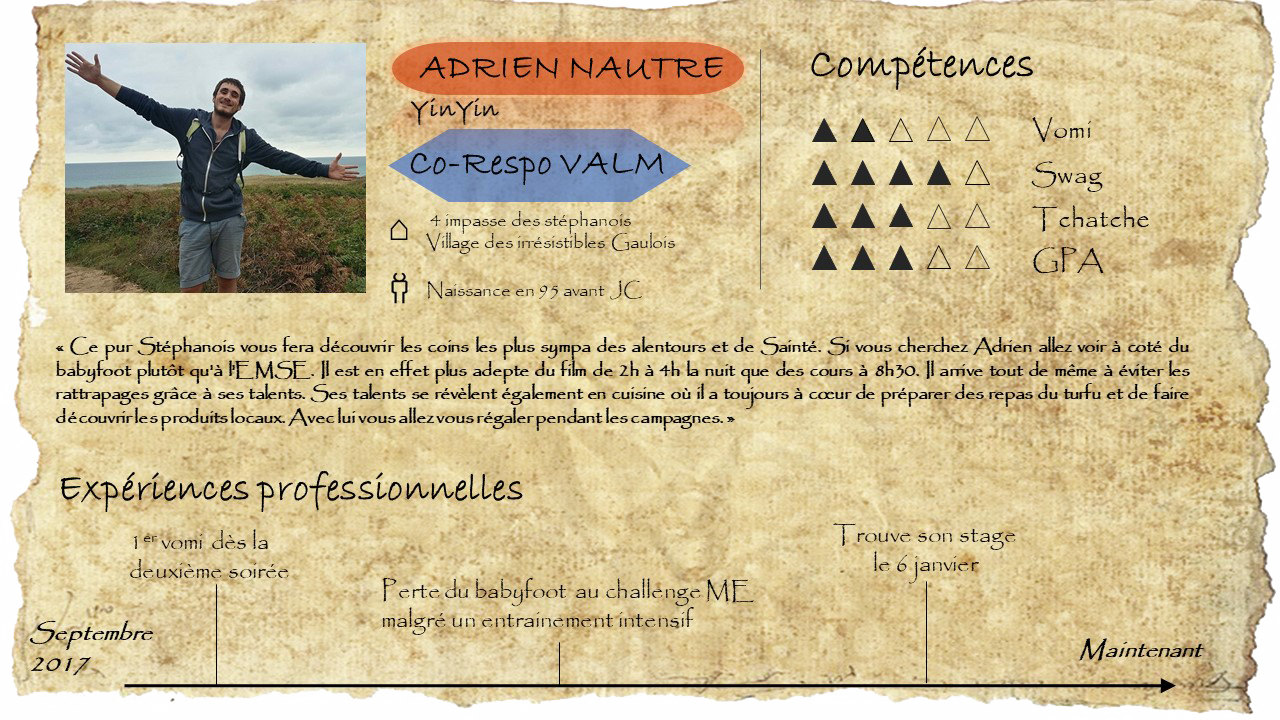 ADRIEN NAUTRE
YinYin
Co-Respo VALM
4 impasse des stéphanois
Village des irrésistibles Gaulois
Naissance en 95 avant JC
Compétences
Vomi
Swag
Tchatche
GPA
« Ce pur Stéphanois vous fera découvrir les coins les plus sympa des alentours et de Sainté. Si vous cherchez Adrien allez voir à coté du
babyfoot plutôt qu'à l'EMSE. Il est en effet plus adepte du film de 2h à 4h la nuit que des cours à 8h30. Il arrive tout de même à éviter les
rattrapages grâce à ses talents. Ses talents se révèlent également en cuisine où il a toujours à cœur de préparer des repas du turfu et de faire
découvrir les produits locaux. Avec lui vous allez vous régaler pendant les campagnes. »
Expériences professionnelles
1er vomi dès la
deuxième soirée
Perte du babyfoot au challenge ME
malgré un entrainement intensif
Trouve son stage
le 6 janvier
Septembre
2017
Maintenant